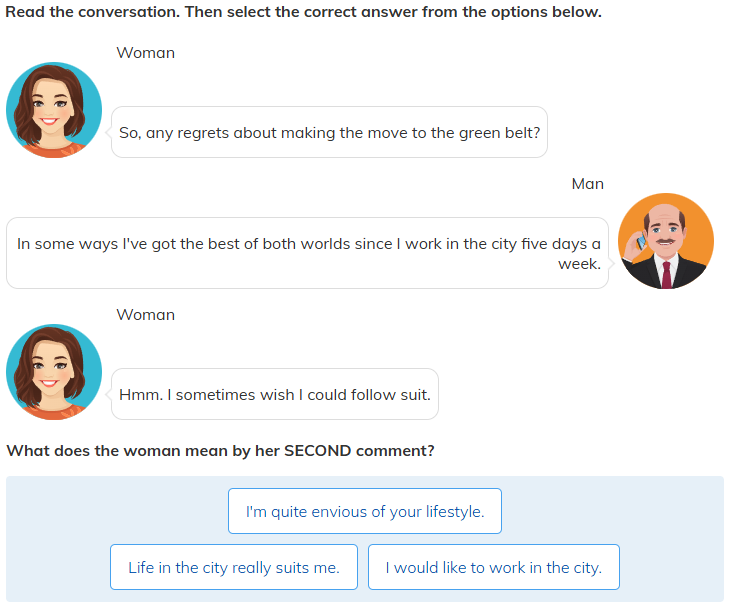 Read the conversation. Then select the correct answer from the options below.
Woman
So, any regrets about making the move to the green belt?
Man
In some ways I've got the best of both worlds since I work in the city five days a
week.
Woman
Hmm. I sometimes wish I could follow suit.
What does the woman mean by her SECOND comment?
I'm quite envious of your lifestyle.
Life in the city really suits me.
I would like to work in the city.